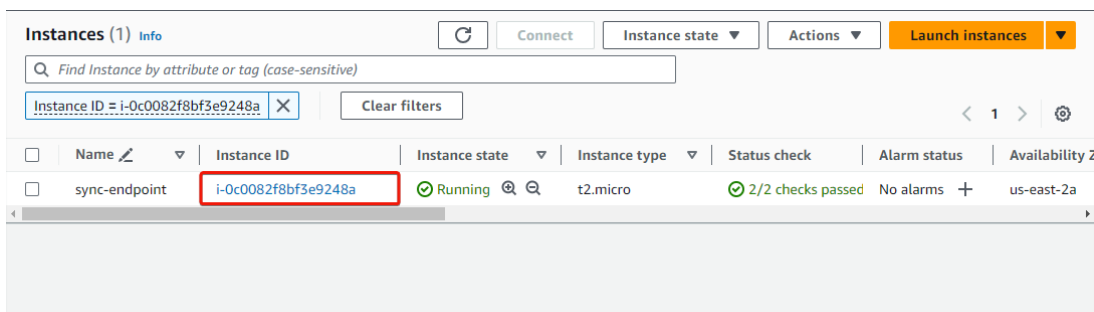 Instances (1) Info Connect Instance state Actions Launch instances
Find Instance by attribute or tag (case-sensitive)
Instance ID = i-0c0082f8bf3e9248a Clear filters 1
Name Instance ID Instance state Instance type Status check Alarm status Availability Z
sync-endpoint i-0c0082f8bf3e9248a Running t2.micro 2/2 checks passed No alarms us-east-2a